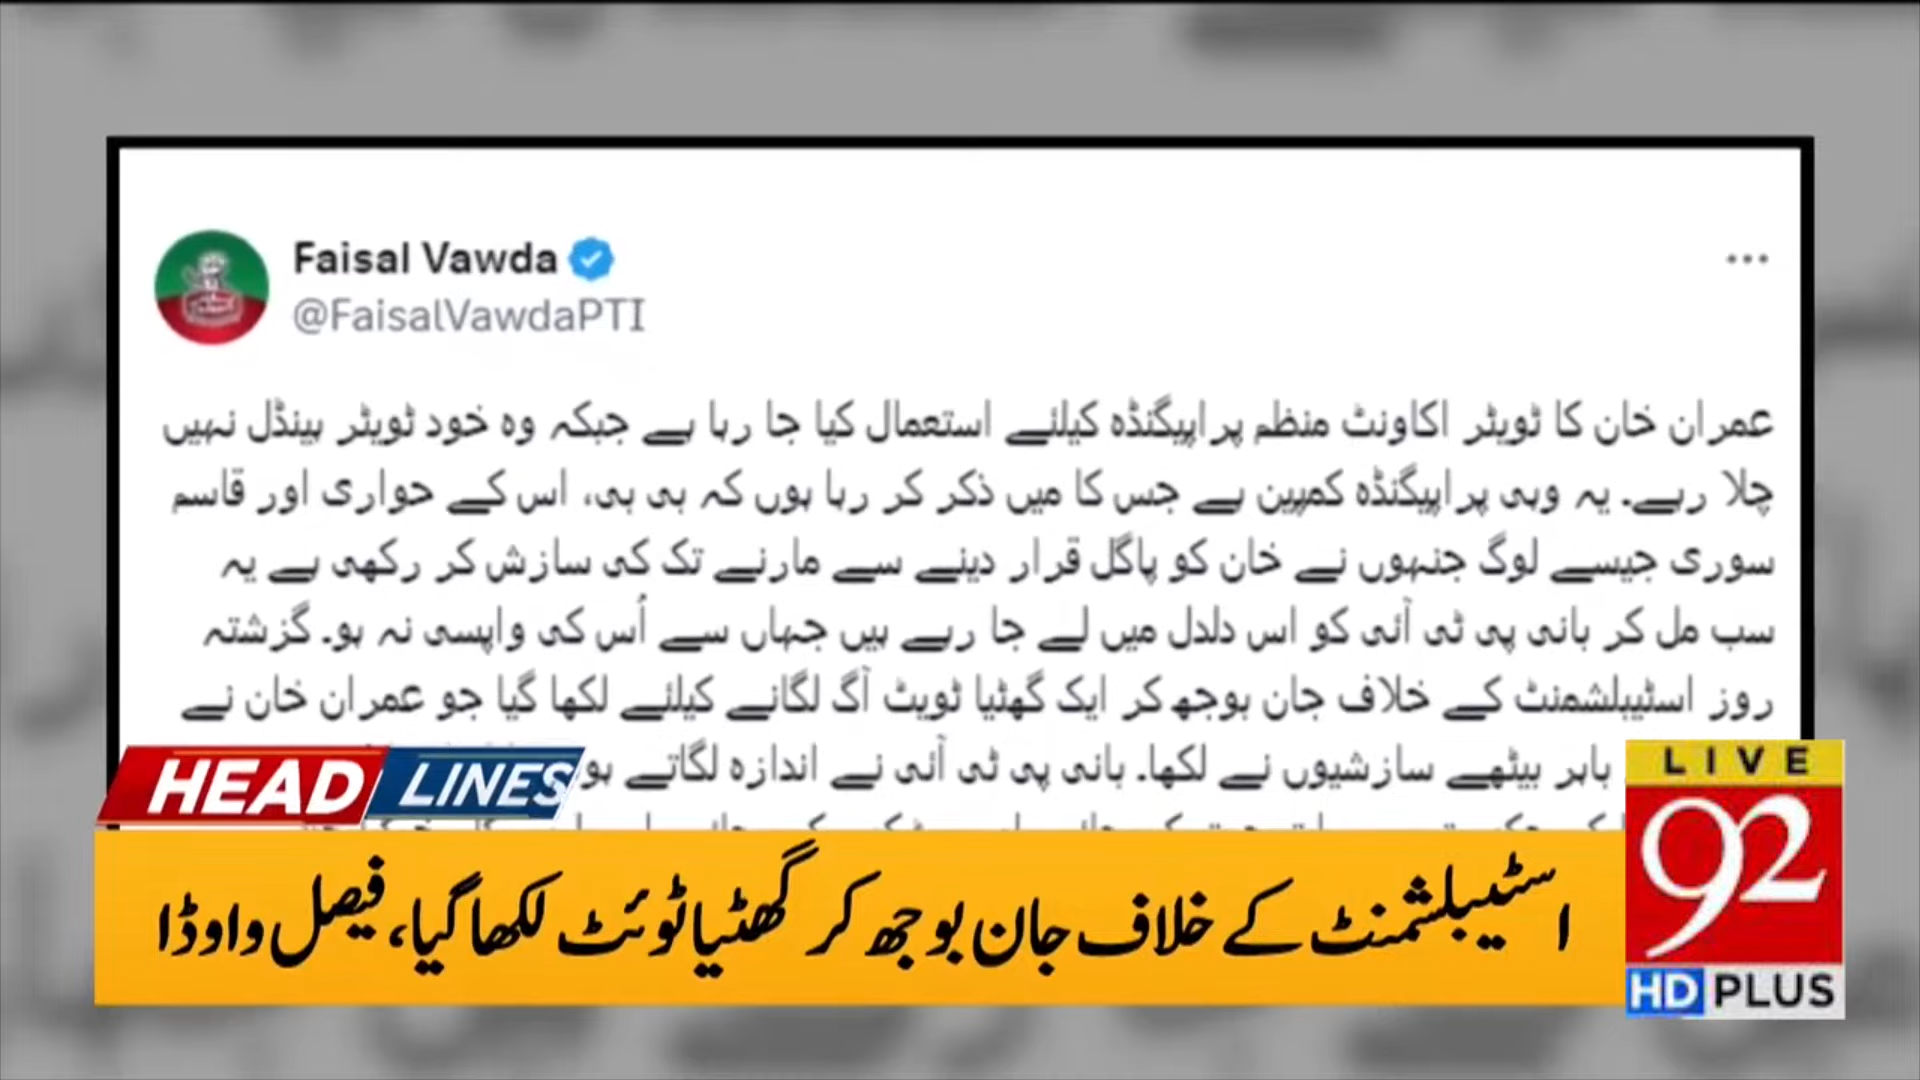 Faisal Vawda
@FaisalVawdaPTI
عمران خان کا ٹویٹر اکاونٹ منظم پراپیگنڈہ کیلئے استعمال کیا جا رہا ہے جبکہ وہ خود ٹویٹر ہینڈل نہیں
چلا رہے۔ یہ وہی پراپیگنڈہ کمپین ہے جس کا میں ذکر کر رہا ہوں کہ بی بی، اس کے حواری اور قاسم
سوری جیسے لوگ جنہوں نے خان کو پاگل قرار دینے سے مارنے تک کی سازش کر رکھی ہے یہ
سب مل کر بانی پی ٹی آئی کو اس دلدل میں لے جا رہے ہیں جہاں سے اُس کی واپسی نہ ہو۔ گزشتہ
روز اسٹیبلشمنٹ کے خلاف جان بوجھ کر ایک گھٹیا ٹویٹ آگ لگانے کیلئے لکھا گیا جو عمران خان نے
باہر بیٹھے سازشیوں نے لکھا۔ بانی پی ٹی آئی نے اندازہ لگاتے
HEADLINES
اسٹیبلشمنٹ کے خلاف جان بوجھ کر گھٹیا ٹوئٹ لکھا گیا، فیصل واوڈا
LIVE
92
HD PLUS